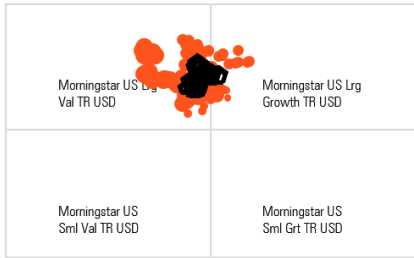 Morningstar US Lrg
Val TR USD
Morningstar US Lrg
Growth TR USD
Morningstar US
Sml Val TR USD
Morningstar US
Sml Grt TR USD